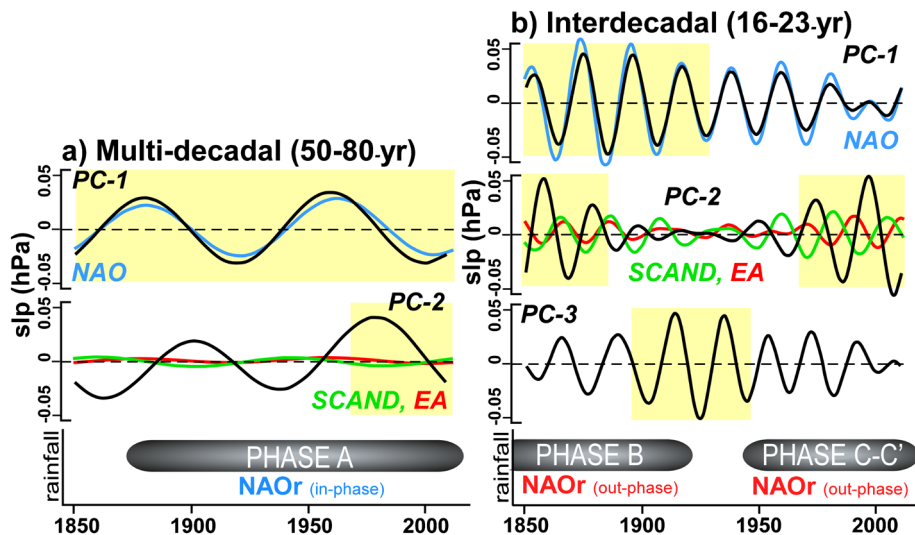 b) Interdecadal (16-23-yr)
PC-1
0.05
0
-0.05
NAO
a) Multi-decadal (50-80-yr)
PC-1
0.05
0
-0.05
NAO
slp (hPa)
PC-2
0.05
0
-0.05
SCAND, EA
slp (hPa)
PC-2
0.05
0
-0.05
SCAND, EA
PC-3
0.05
0
-0.05
rainfall
PHASE A
NAOr (in-phase)
1850 1900 1950 2000
rainfall
PHASE B PHASE C-C'
NAOr (out-phase) NAOr (out-phase)
1850 1900 1950 2000